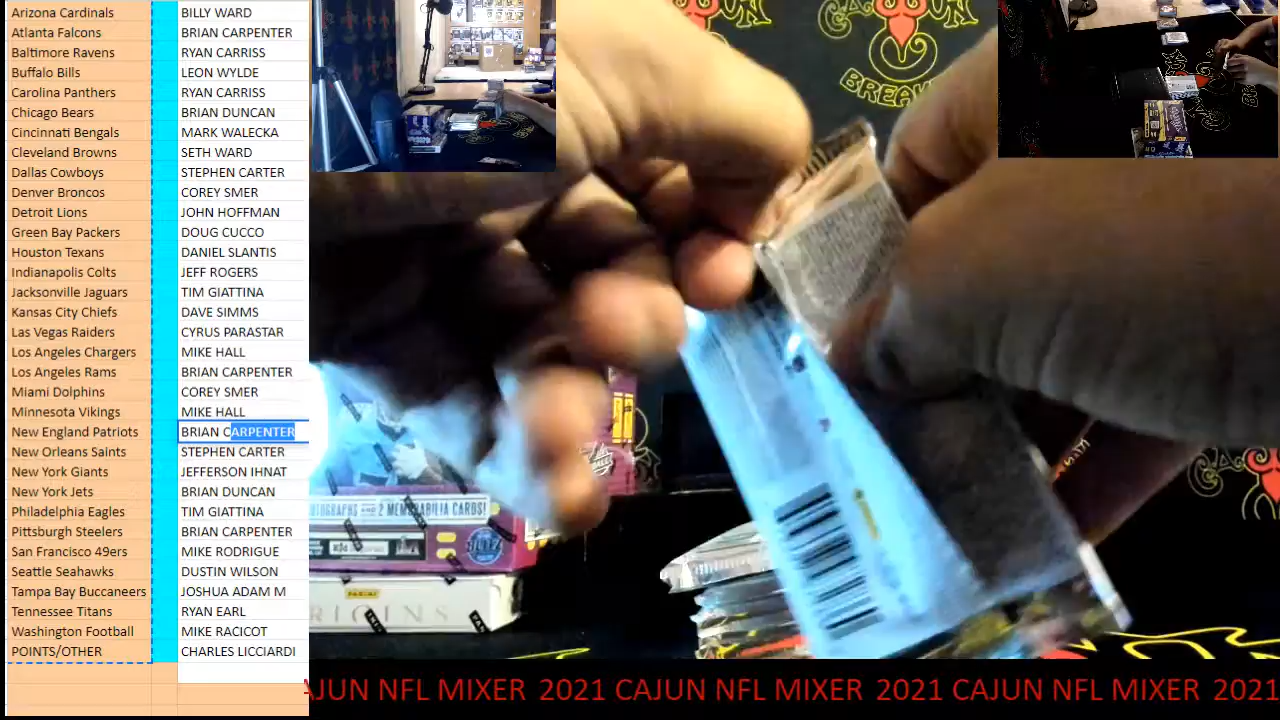 Arizona Cardinals BILLY WARD
Atlanta Falcons BRIAN CARPENTER
Baltimore Ravens RYAN CARRISS
Buffalo Bills LEON WYLDE
Carolina Panthers RYAN CARRISS
Chicago Bears BRIAN DUNCAN
Cincinnati Bengals MARK WALECKA
Cleveland Browns SETH WARD
Dallas Cowboys STEPHEN CARTER
Denver Broncos COREY SMER
Detroit Lions JOHN HOFFMAN
Green Bay Packers DOUG CUCCO
Houston Texans DANIEL SLANTIS
Indianapolis Colts JEFF ROGERS
Jacksonville Jaguars TIM GIATTINA
Kansas City Chiefs DAVE SIMMS
Las Vegas Raiders CYRUS PARASTAR
Los Angeles Chargers MIKE HALL
Los Angeles Rams BRIAN CARPENTER
Miami Dolphins COREY SMER
Minnesota Vikings MIKE HALL
New England Patriots BRIAN CARPENTER
New Orleans Saints STEPHEN CARTER
New York Giants JEFFERSON IHNAT
New York Jets BRIAN DUNCAN
Philadelphia Eagles TIM GIATTINA
Pittsburgh Steelers BRIAN CARPENTER
San Francisco 49ers MIKE RODRIGUE
Seattle Seahawks DUSTIN WILSON
Tampa Bay Buccaneers JOSHUA ADAM M
Tennessee Titans RYAN EARL
Washington Football MIKE RACICOT
POINTS/OTHER CHARLES LICCIARDI
CAJUN
BREAK
AND 2 MEMORABILIA CARDS!
BLITZ
PANINI
RIGINS
AJUN NFL MIXER 2021 CAJUN NFL MIXER 2021 CAJUN NFL MIXER 2021